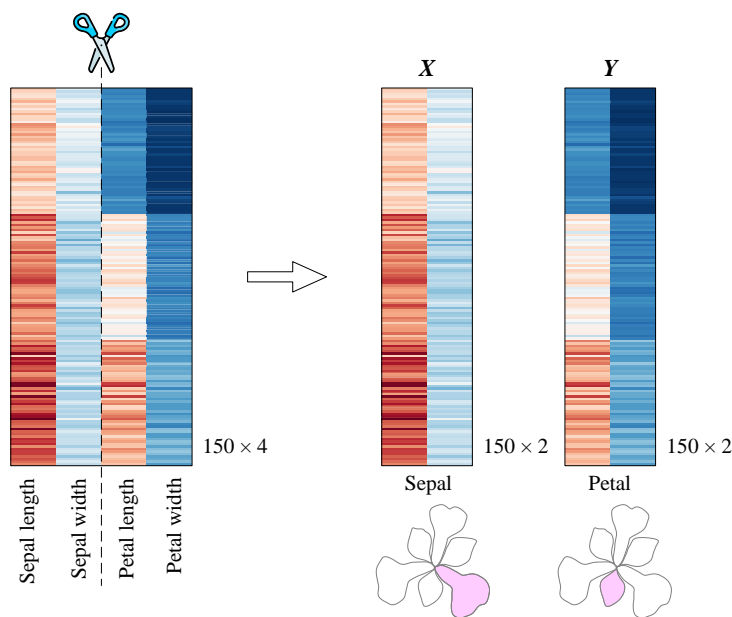 X
Y
150 × 4
150 × 2
150 × 2
Sepal length
Sepal width
Petal length
Petal width
Sepal
Petal